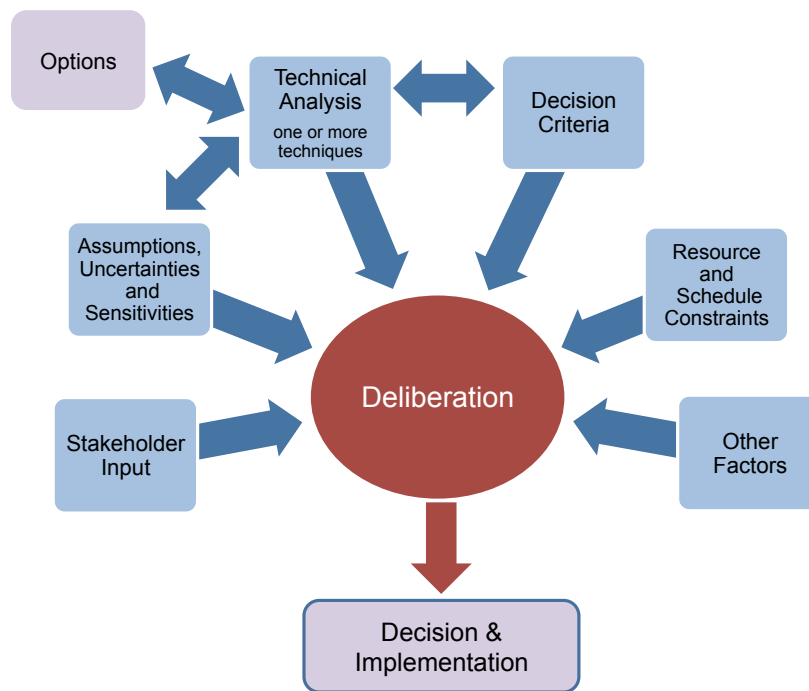 Options
Technical
Analysis
one or more
techniques
Decision
Criteria
Assumptions,
Uncertainties
and
Sensitivities
Resource
and
Schedule
Constraints
Deliberation
Stakeholder
Input
Other
Factors
Decision &
Implementation